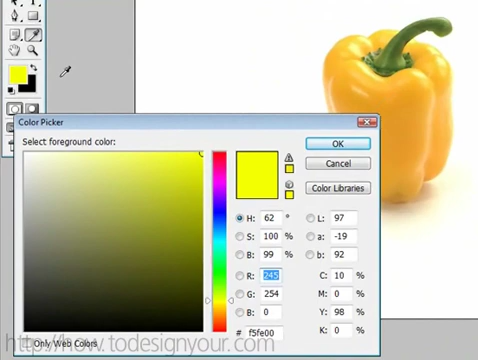 Color Picker
Select foreground color:
OK
Cancel
Color Libraries
H: 62 °
S: 100 %
B: 99 %
R: 245
G: 254
B: 0
# f5fe00
L: 97
a: -19
b: 92
C: 10 %
M: 0 %
Y: 98 %
K: 0 %
Only Web Colors
http://how.todesignyour.com